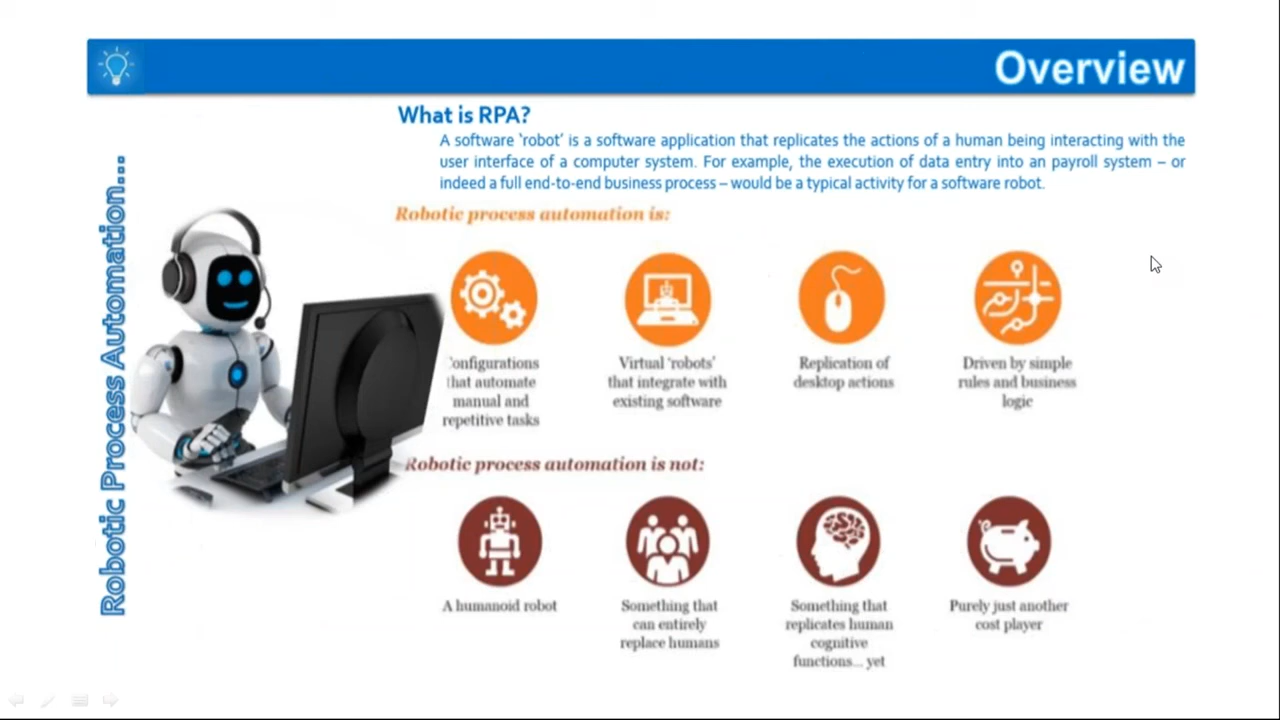 Overview
What is RPA?
A software 'robot' is a software application that replicates the actions of a human being interacting with the
user interface of a computer system. For example, the execution of data entry into an payroll system – or
indeed a full end-to-end business process – would be a typical activity for a software robot.
Robotic Process Automation...
Robotic process automation is:
onfigurations
that automate
manual and
repetitive tasks
Virtual 'robots'
that integrate with
existing software
Replication of
desktop actions
Driven by simple
rules and business
logic
Robotic process automation is not:
A humanoid robot
Something that
can entirely
replace humans
Something that
replicates human
cognitive
functions... yet
Purely just another
cost player